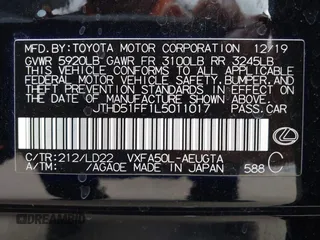 MFD.BY:TOYOTA MOTOR CORPORATION 12/19
GVWR 5920LB GAWR FR 3100LB RR 3245LB
THIS VEHICLE CONFORMS TO ALL APPLICABLE
FEDERAL MOTOR VEHICLE SAFETY, BUMPER, AND
THEFT PREVENTION STANDARDS IN EFFECT ON
THE DATE OF MANUFACTURE SHOWN ABOVE.
JTHD51FF1L5011017 PASS.CAR
C/TR:212/LD22 VXFA50L-AEUGTA
A/TM: /AGA0E MADE IN JAPAN 588 C
DREAMBID